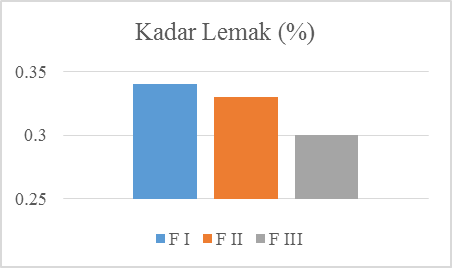 Kadar Lemak (%)
0.35
0.3
0.25
F I F II F III